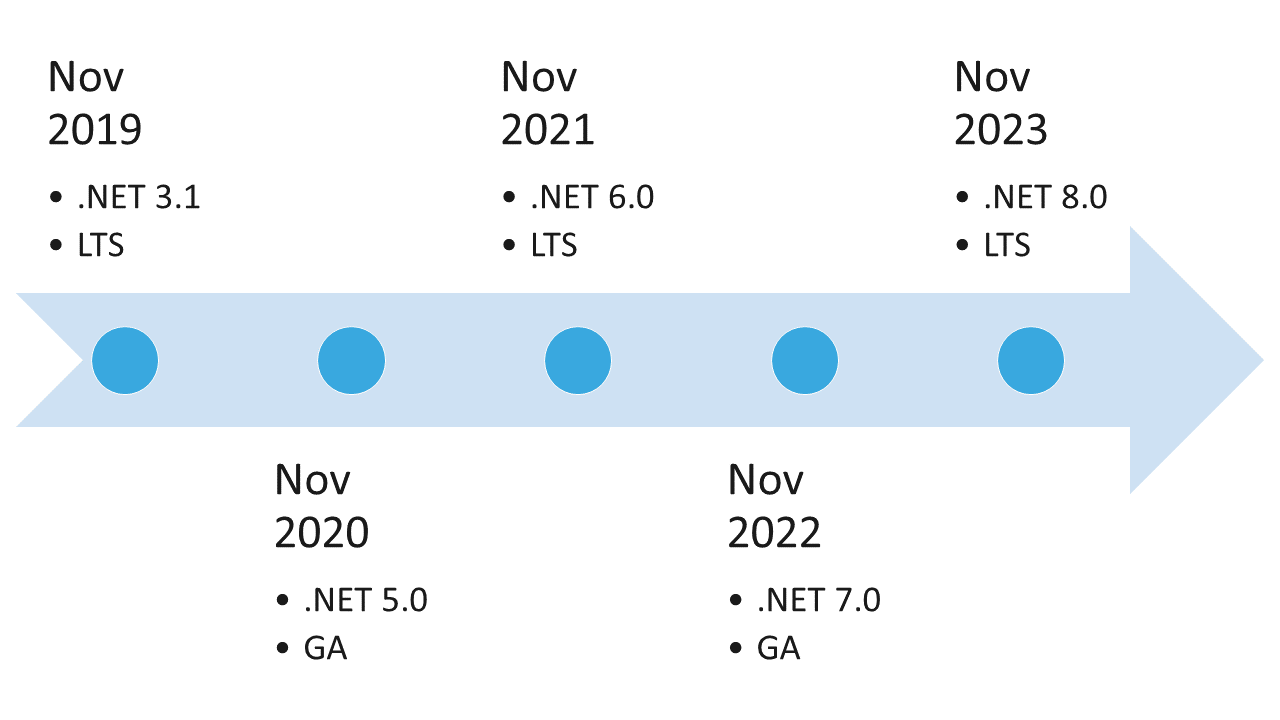 Nov
2019
• .NET 3.1
• LTS
Nov
2020
• .NET 5.0
• GA
Nov
2021
• .NET 6.0
• LTS
Nov
2022
• .NET 7.0
• GA
Nov
2023
• .NET 8.0
• LTS